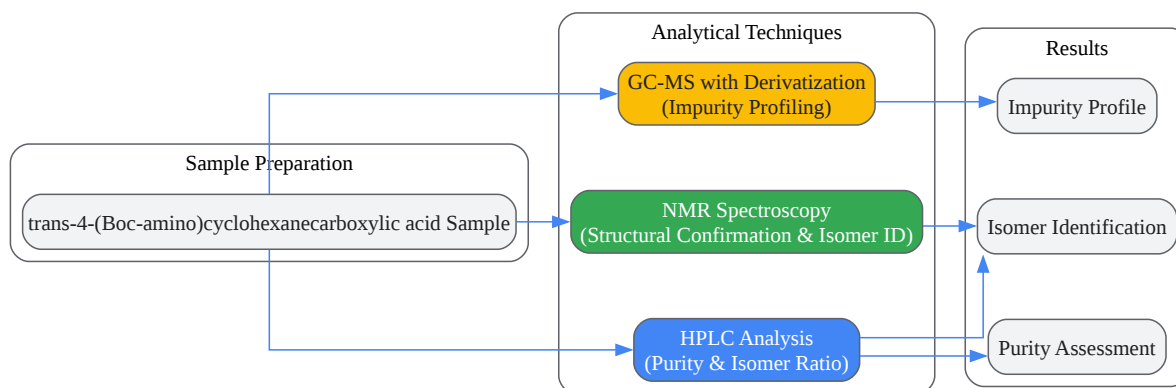 Analytical Techniques
Results
GC-MS with Derivatization
(Impurity Profiling)
Impurity Profile
Sample Preparation
trans-4-(Boc-amino)cyclohexanecarboxylic acid Sample
NMR Spectroscopy
(Structural Confirmation & Isomer ID)
Isomer Identification
HPLC Analysis
(Purity & Isomer Ratio)
Purity Assessment